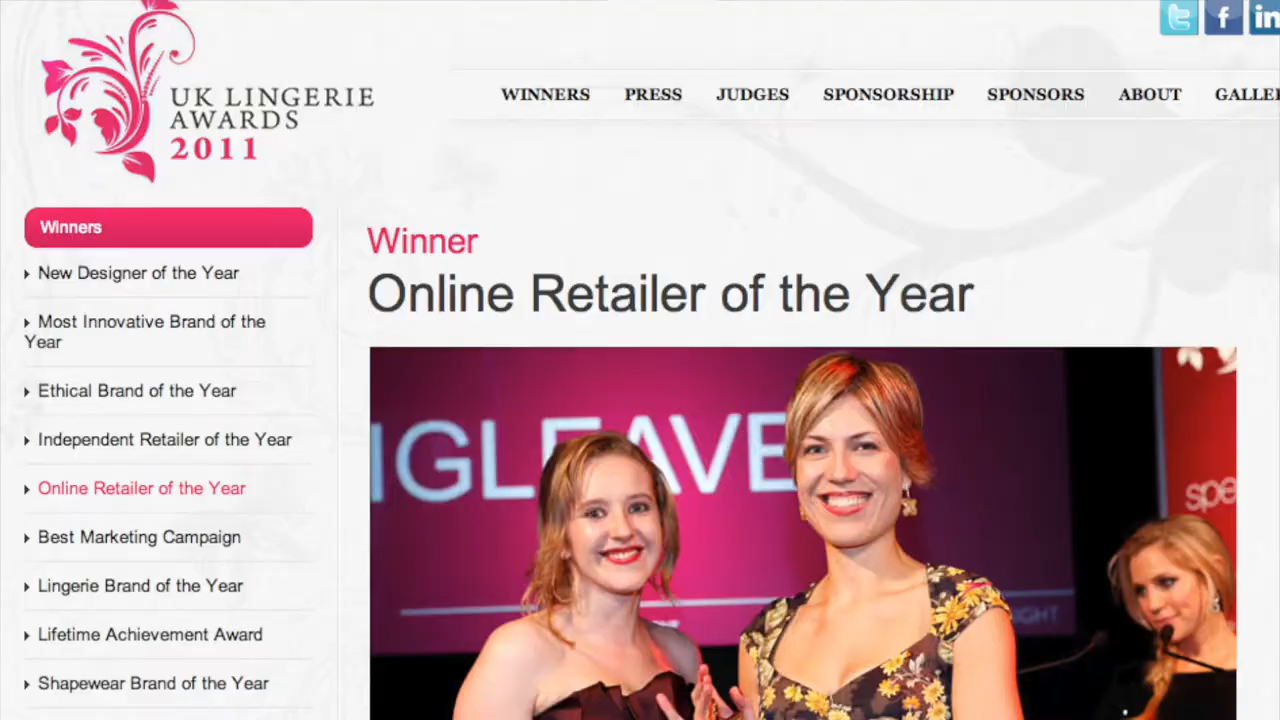 UK LINGERIE
AWARDS
2011
WINNERS PRESS JUDGES SPONSORSHIP SPONSORS ABOUT
Winners
New Designer of the Year
Most Innovative Brand of the
Year
Ethical Brand of the Year
Independent Retailer of the Year
Online Retailer of the Year
Best Marketing Campaign
Lingerie Brand of the Year
Lifetime Achievement Award
Shapewear Brand of the Year
Winner
Online Retailer of the Year
IGLEAVE
spe